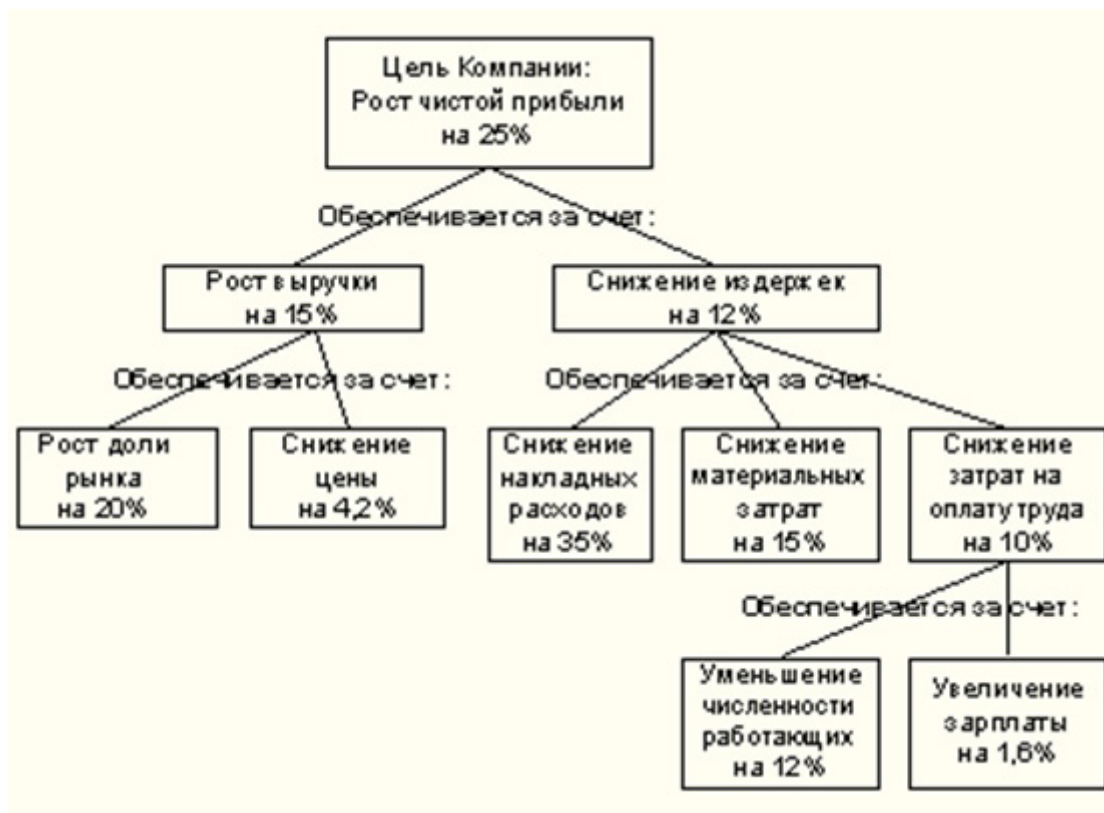 Цель Компании:
Рост чистой прибыли
на 25%
Обеспечивается за счет:
Рост выручки
на 15%
Снижение издержек
на 12%
Обеспечивается за счет:
Обеспечивается за счет:
Рост доли
рынка
на 20%
Снижение
цены
на 4,2%
Снижение
накладных
расходов
на 35%
Снижение
материальных
затрат
на 15%
Снижение
затрат на
оплату труда
на 10%
Обеспечивается за счет:
Уменьшение
численности
работающих
на 12%
Увеличение
зарплаты
на 1,6%